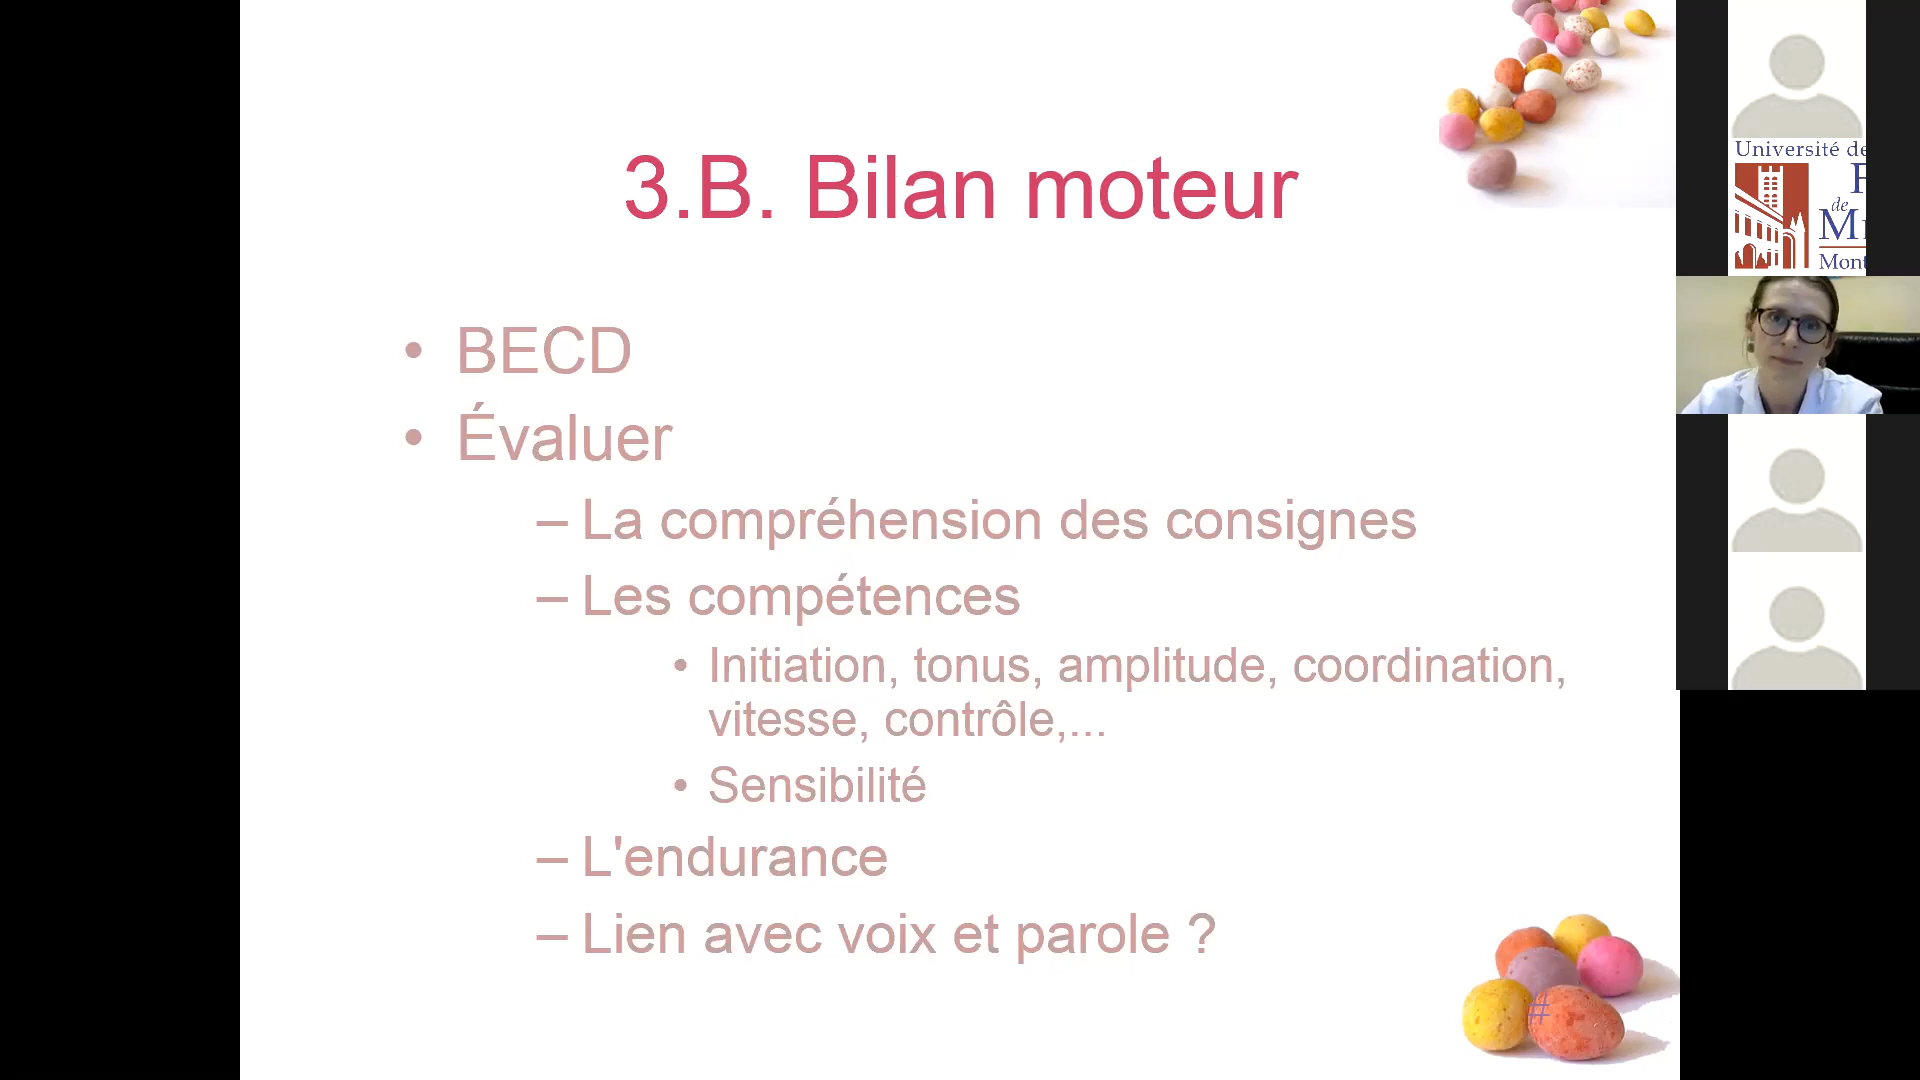 3.B. Bilan moteur
• BECD
• Évaluer
– La compréhension des consignes
– Les compétences
• Initiation, tonus, amplitude, coordination,
vitesse, contrôle,...
• Sensibilité
– L'endurance
– Lien avec voix et parole ?
#
Université de
de